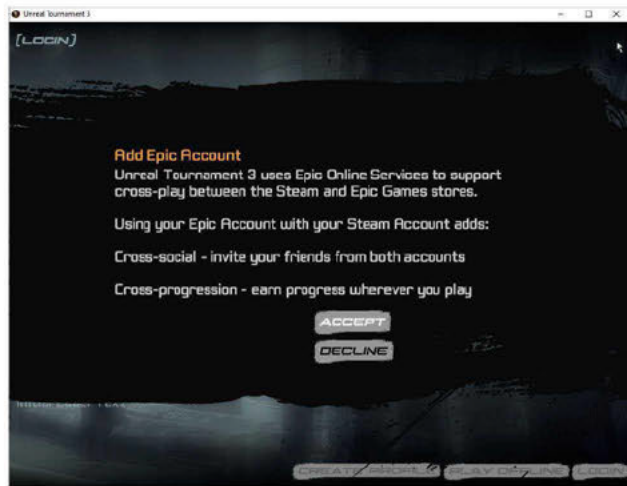 Unreal Tournament 3
[LOGIN]
Add Epic Account
Unreal Tournament 3 uses Epic Online Services to support
cross-play between the Steam and Epic Games stores.
Using your Epic Account with your Steam Account adds:
Cross-social - invite your friends from both accounts
Cross-progression - earn progress wherever you play
ACCEPT
DECLINE
CREATE PROFILE PLAY OFFLINE LOGIN